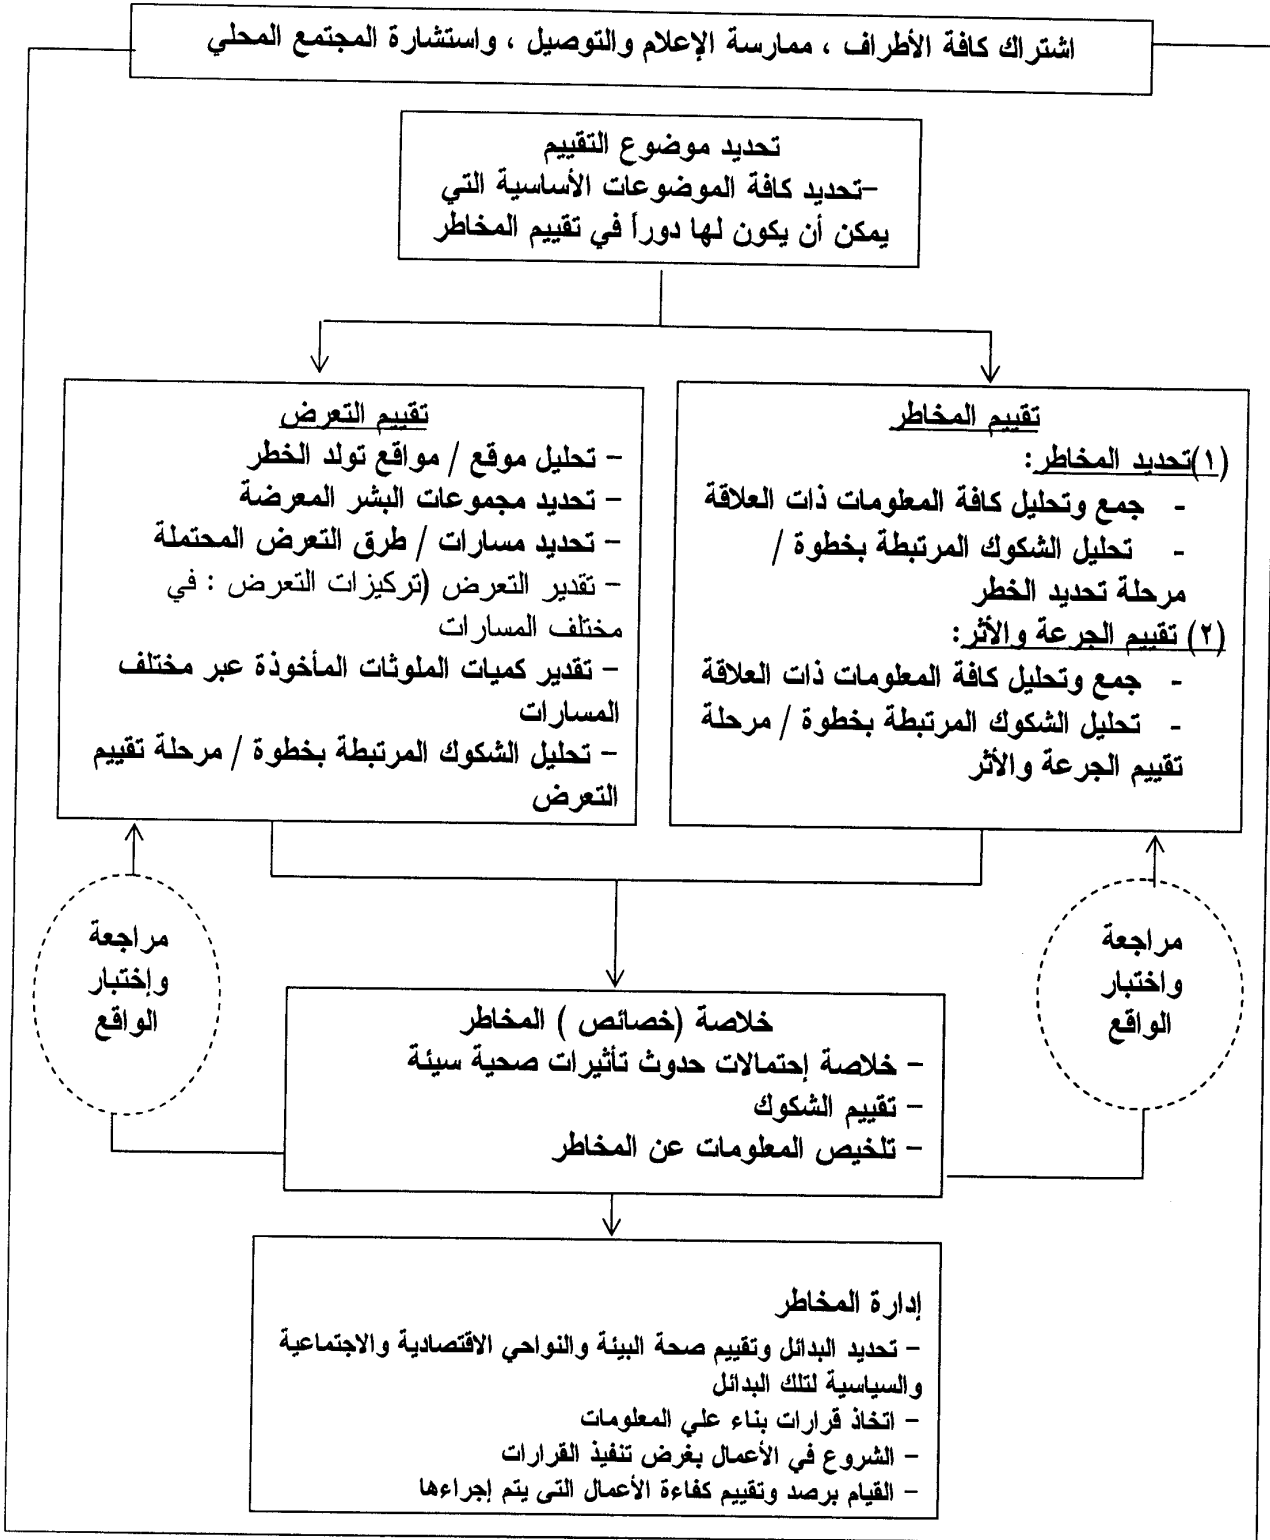 اشتراك كافة الأطراف ، ممارسة الإعلام والتوصيل ، واستشارة المجتمع المحلي
تحديد موضوع التقييم
-تحديد كافة الموضوعات الأساسية التي
يمكن أن يكون لها دوراً في تقييم المخاطر
تقييم المخاطر
(١)تحديد المخاطر:
- جمع وتحليل كافة المعلومات ذات العلاقة
- تحليل الشكوك المرتبطة بخطوة /
مرحلة تحديد الخطر
(٢) تقييم الجرعة والأثر:
- جمع وتحليل كافة المعلومات ذات العلاقة
- تحليل الشكوك المرتبطة بخطوة / مرحلة
تقييم الجرعة والأثر
تقييم التعرض
- تحليل موقع / مواقع تولد الخطر
- تحديد مجموعات البشر المعرضة
- تحديد مسارات / طرق التعرض المحتملة
- تقدير التعرض (تركيزات التعرض : في
مختلف المسارات
- تقدير كميات الملوثات المأخوذة عبر مختلف
المسارات
- تحليل الشكوك المرتبطة بخطوة / مرحلة تقييم
التعرض
مراجعة
واختبار
الواقع
مراجعة
وإختبار
الواقع
خلاصة (خصائص ) المخاطر
- خلاصة إحتمالات حدوث تأثيرات صحية سيئة
- تقييم الشكوك
- تلخيص المعلومات عن المخاطر
إدارة المخاطر
- تحديد البدائل وتقييم صحة البيئة والنواحي الاقتصادية والاجتماعية
والسياسية لتلك البدائل
- اتخاذ قرارات بناء علي المعلومات
- الشروع في الأعمال بغرض تنفيذ القرارات
- القيام برصد وتقييم كفاءة الأعمال التى يتم إجراءها